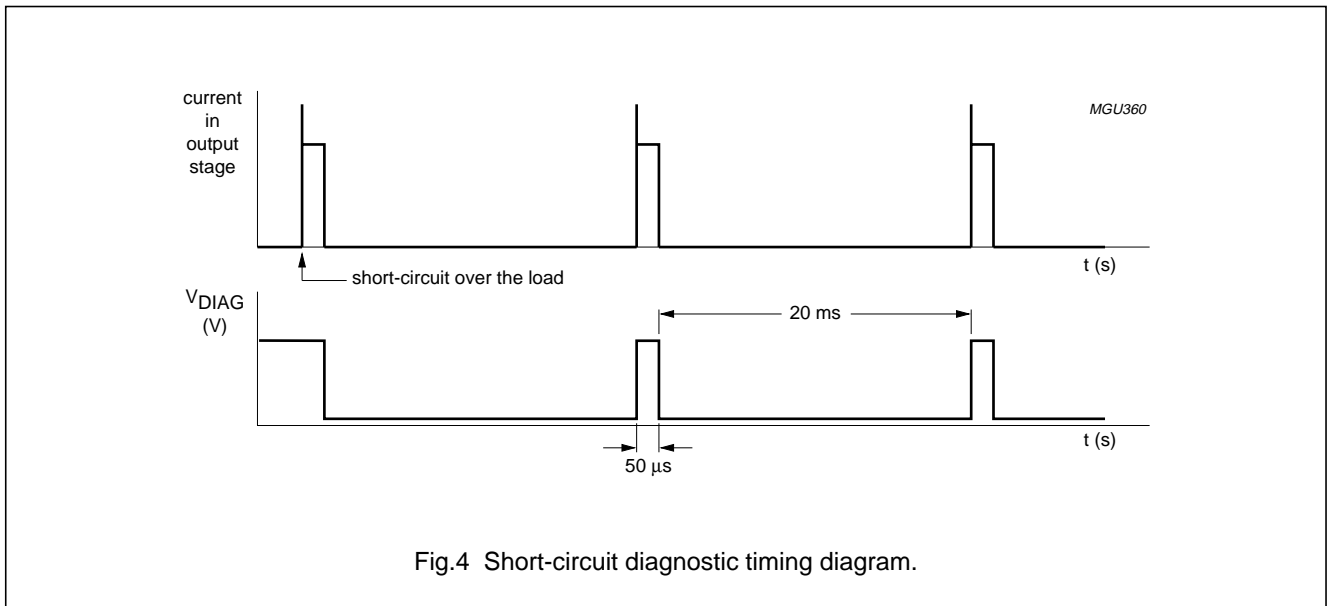 current
in
output
stage
MGU360
t (s)
short-circuit over the load
VDIAG
(V)
20 ms
t (s)
50 μs
Fig.4 Short-circuit diagnostic timing diagram.